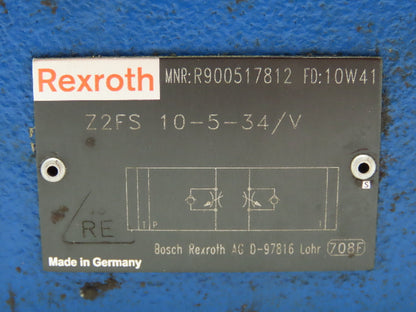 Rexroth MNR:R900517812 FD:10W41
Z2FS 10-5-34/V
T P
RE
Made in Germany
Bosch Rexroth AG D-97816 Lohr 708F